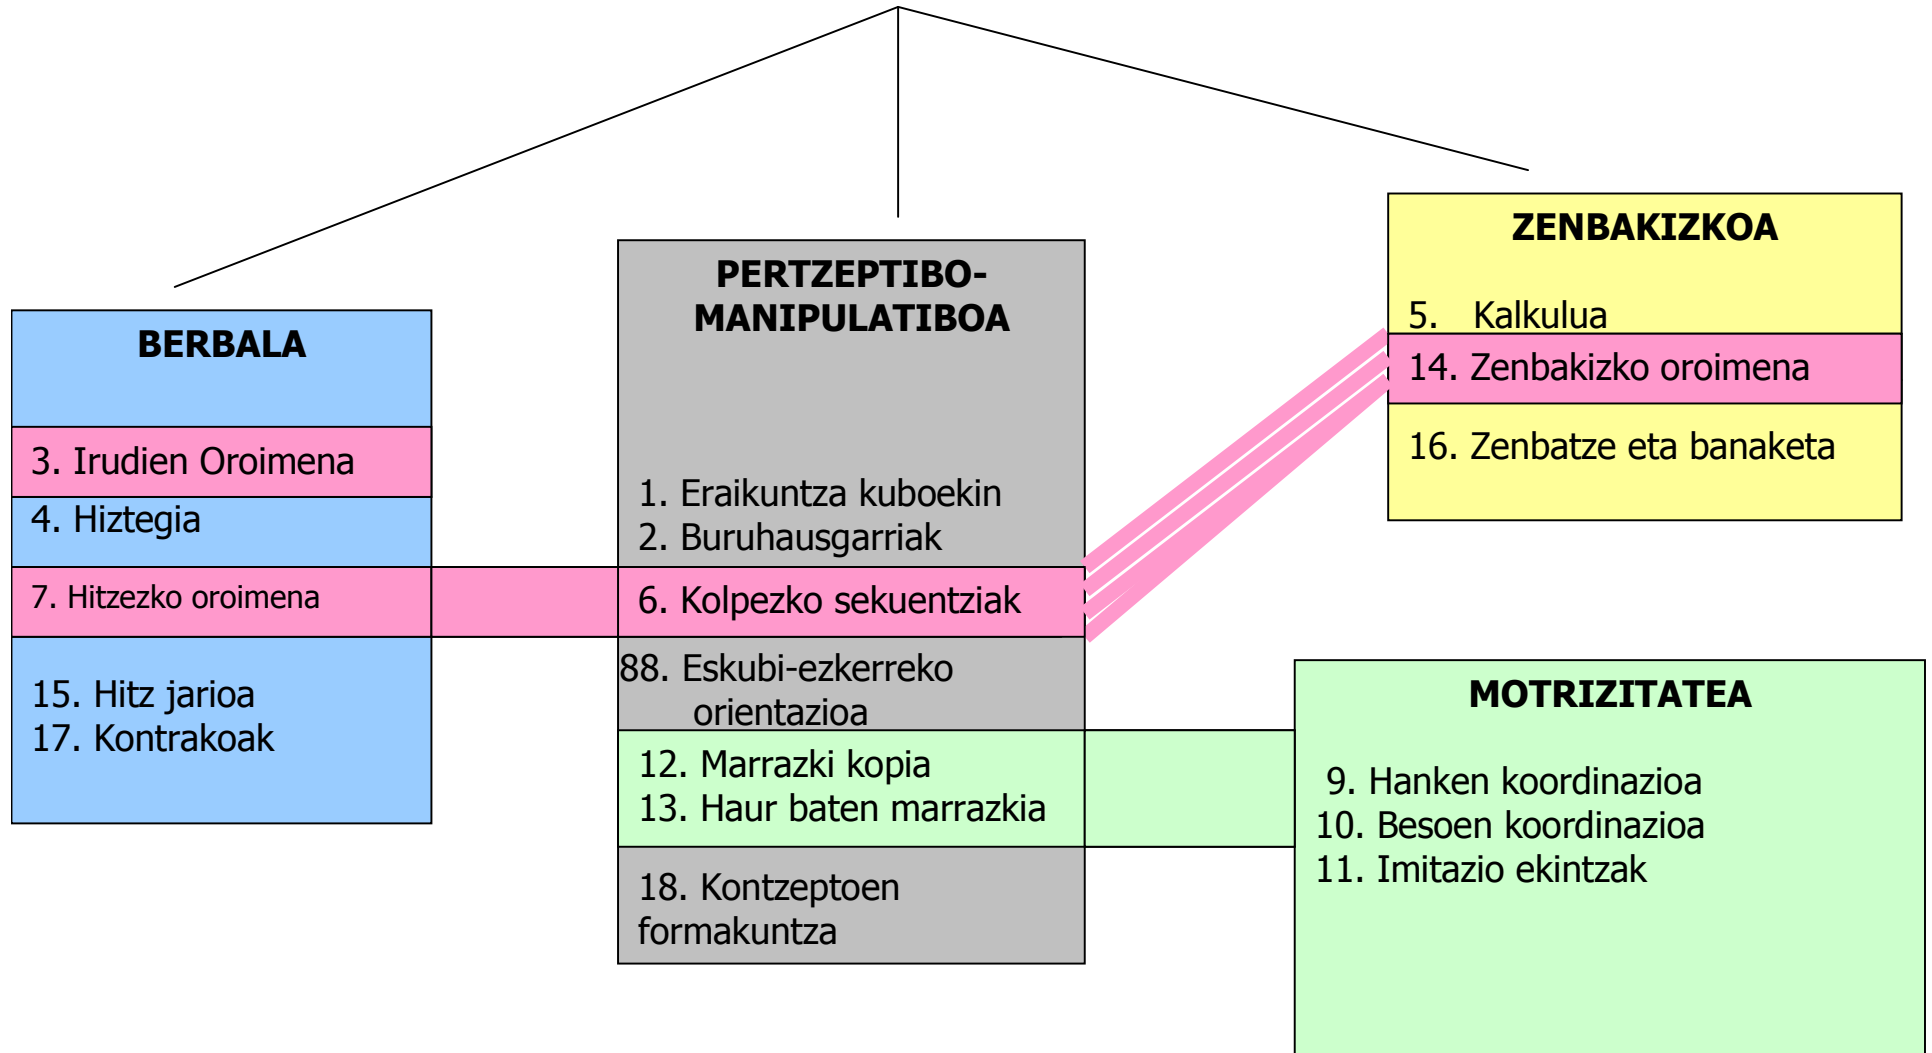 BERBALA
3. Irudien Oroimena
4. Hiztegia
7. Hitzezko oroimena
15. Hitz jarioa
17. Kontrakoak
PERTZEPTIBO-
MANIPULATIBOA
1. Eraikuntza kuboekin
2. Buruhausgarriak
6. Kolpezko sekuentziak
88. Eskubi-ezkerreko
orientazioa
12. Marrazki kopia
13. Haur baten marrazkia
18. Kontzeptoen
formakuntza
ZENBAKIZKOA
5. Kalkulua
14. Zenbakizko oroimena
16. Zenbatze eta banaketa
MOTRIZITATEA
9. Hanken koordinazioa
10. Besoen koordinazioa
11. Imitazio ekintzak